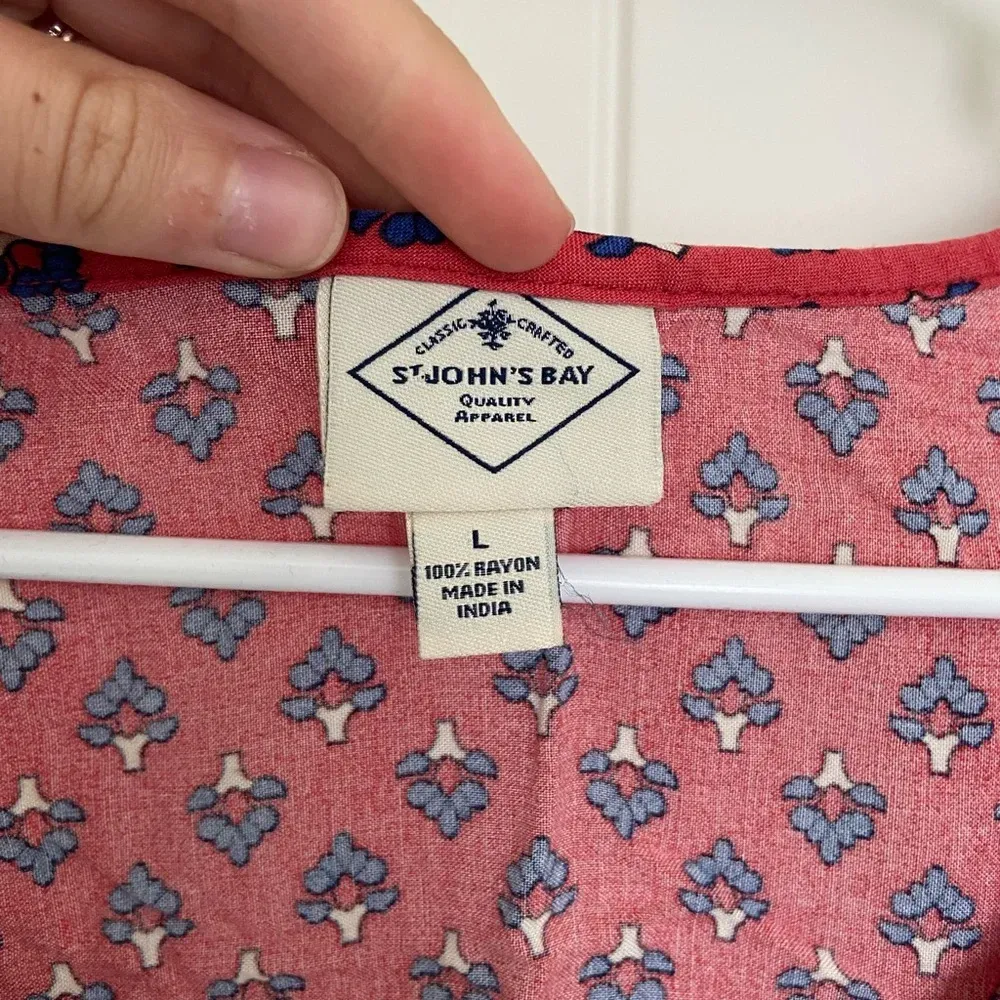 CLASSIC CRAFTED
ST. JOHN'S BAY
QUALITY
APPAREL
L
100% RAYON
MADE IN
INDIA